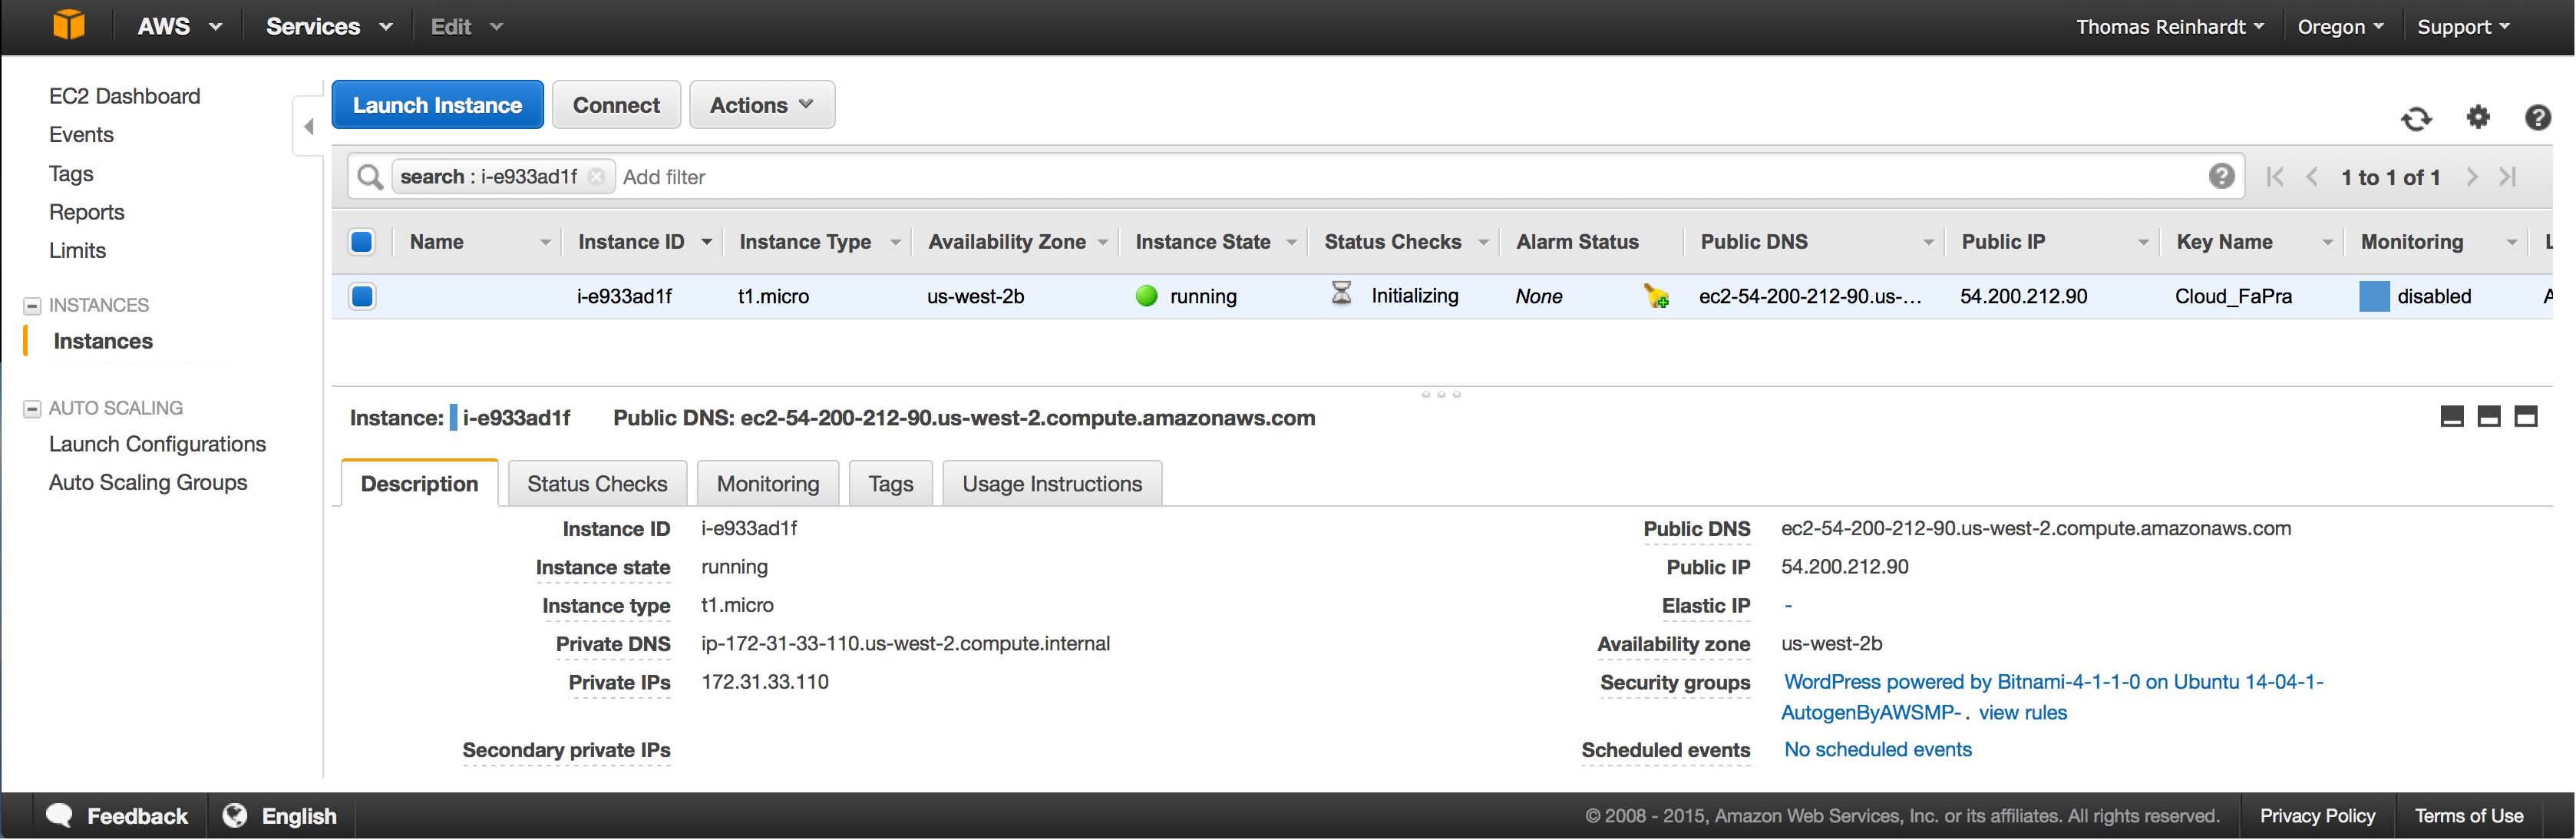 AWS Services Edit Thomas Reinhardt Oregon Support
EC2 Dashboard
Events
Tags
Reports
Limits
INSTANCES
Instances
AUTO SCALING
Launch Configurations
Auto Scaling Groups
Launch Instance Connect Actions
search : i-e933ad1f Add filter 1 to 1 of 1
Name Instance ID Instance Type Availability Zone Instance State Status Checks Alarm Status Public DNS Public IP Key Name Monitoring
i-e933ad1f t1.micro us-west-2b running Initializing None ec2-54-200-212-90.us-... 54.200.212.90 Cloud_FaPra disabled
Instance: i-e933ad1f Public DNS: ec2-54-200-212-90.us-west-2.compute.amazonaws.com
Description Status Checks Monitoring Tags Usage Instructions
Instance ID i-e933ad1f
Instance state running
Instance type t1.micro
Private DNS ip-172-31-33-110.us-west-2.compute.internal
Private IPs 172.31.33.110
Secondary private IPs
Public DNS ec2-54-200-212-90.us-west-2.compute.amazonaws.com
Public IP 54.200.212.90
Elastic IP -
Availability zone us-west-2b
Security groups WordPress powered by Bitnami-4-1-1-0 on Ubuntu 14-04-1-
AutogenByAWSMP-. view rules
Scheduled events No scheduled events
Feedback English © 2008 - 2015, Amazon Web Services, Inc. or its affiliates. All rights reserved. Privacy Policy Terms of Use